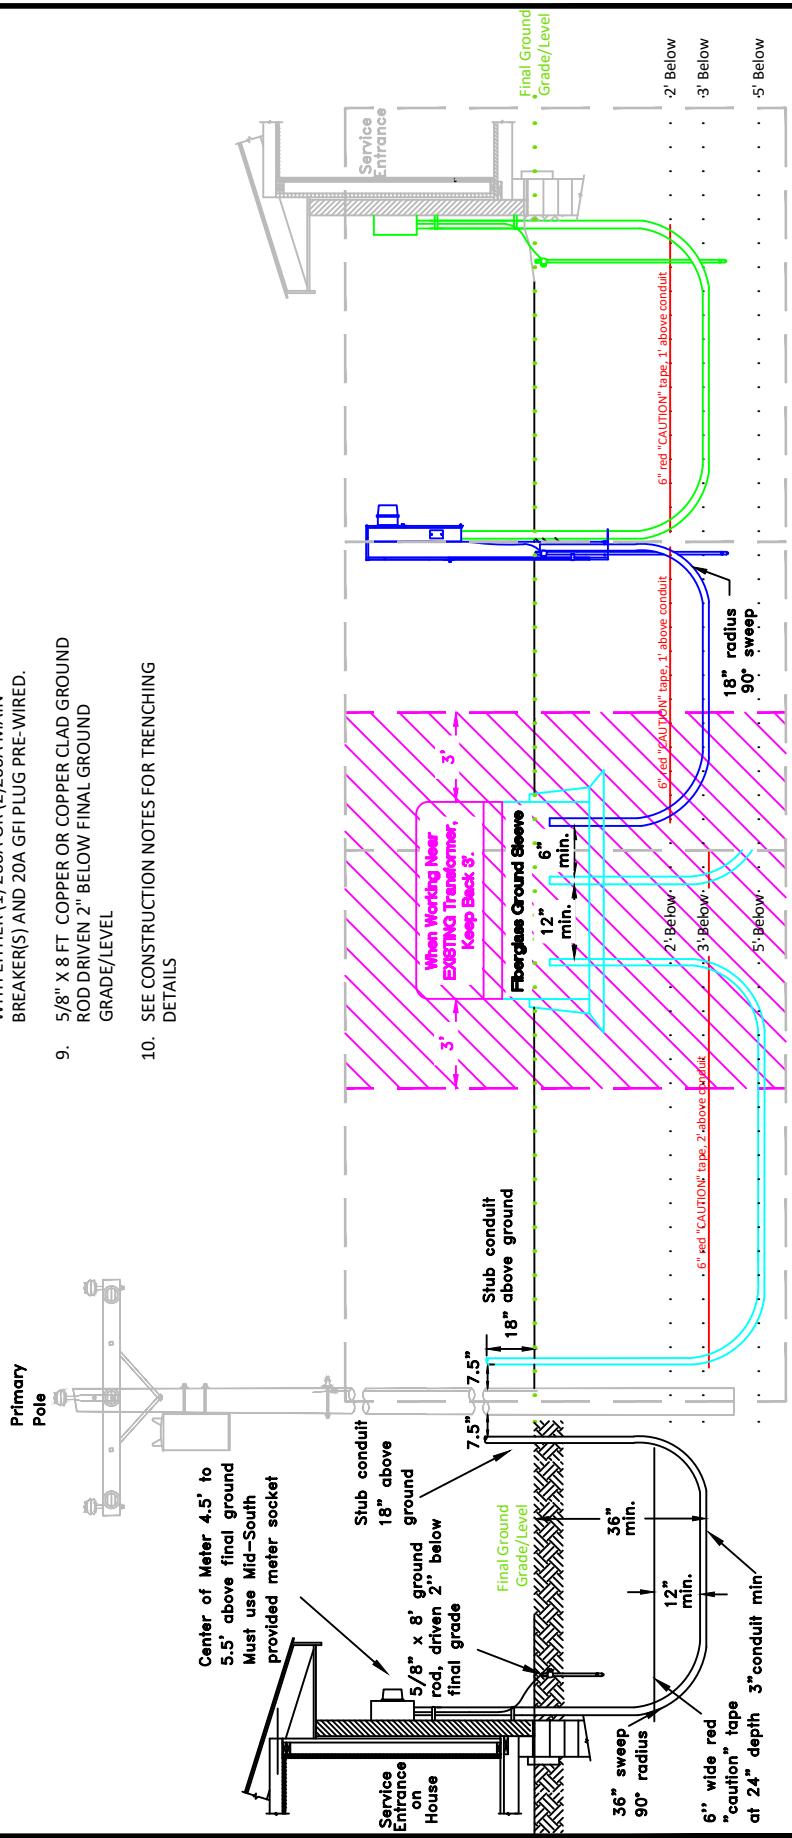 BREAKER(S) AND 20A GFI PLUG PRE-WIRED.
9. 5/8" X 8 FT COPPER OR COPPER CLAD GROUND
ROD DRIVEN 2" BELOW FINAL GROUND
GRADE/LEVEL
10. SEE CONSTRUCTION NOTES FOR TRENCHING
DETAILS
Primary
Pole
Center of Meter 4.5' to
5.5' above final ground
Must use Mid-South
provided meter socket
Service
Entrance
on
House
5/8" x 8' ground
rod, driven 2" below
final grade
Stub conduit
18" above
ground
Final Ground
Grade/Level
7.5"
7.5"
18"
Stub conduit
18" above ground
36"
min.
12"
min.
36" sweep
90° radius
6" wide red
"caution" tape
at 24" depth
3"conduit min
6" red "CAUTION" tape, 2' above conduit
3'
When Working Near
EXISTING Transformer,
Keep Back 3'.
3'
Fiberglass Ground Sleeve
12"
min.
6"
min.
2' Below
3' Below
5' Below
6" red "CAUTION" tape, 1' above conduit
18" radius
90° sweep
6" red "CAUTION" tape, 1' above conduit
Service
Entrance
Final Ground
Grade/Level
2' Below
3' Below
5' Below